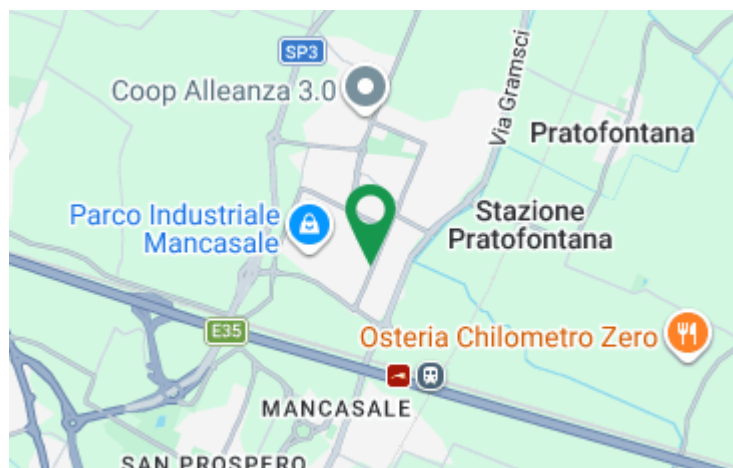 SP3
Coop Alleanza 3.0
Via Gramsci
Pratofontana
Parco Industriale
Mancasale
Stazione
Pratofontana
E35
Osteria Chilometro Zero
MANCASALE
SAN PROSPERO